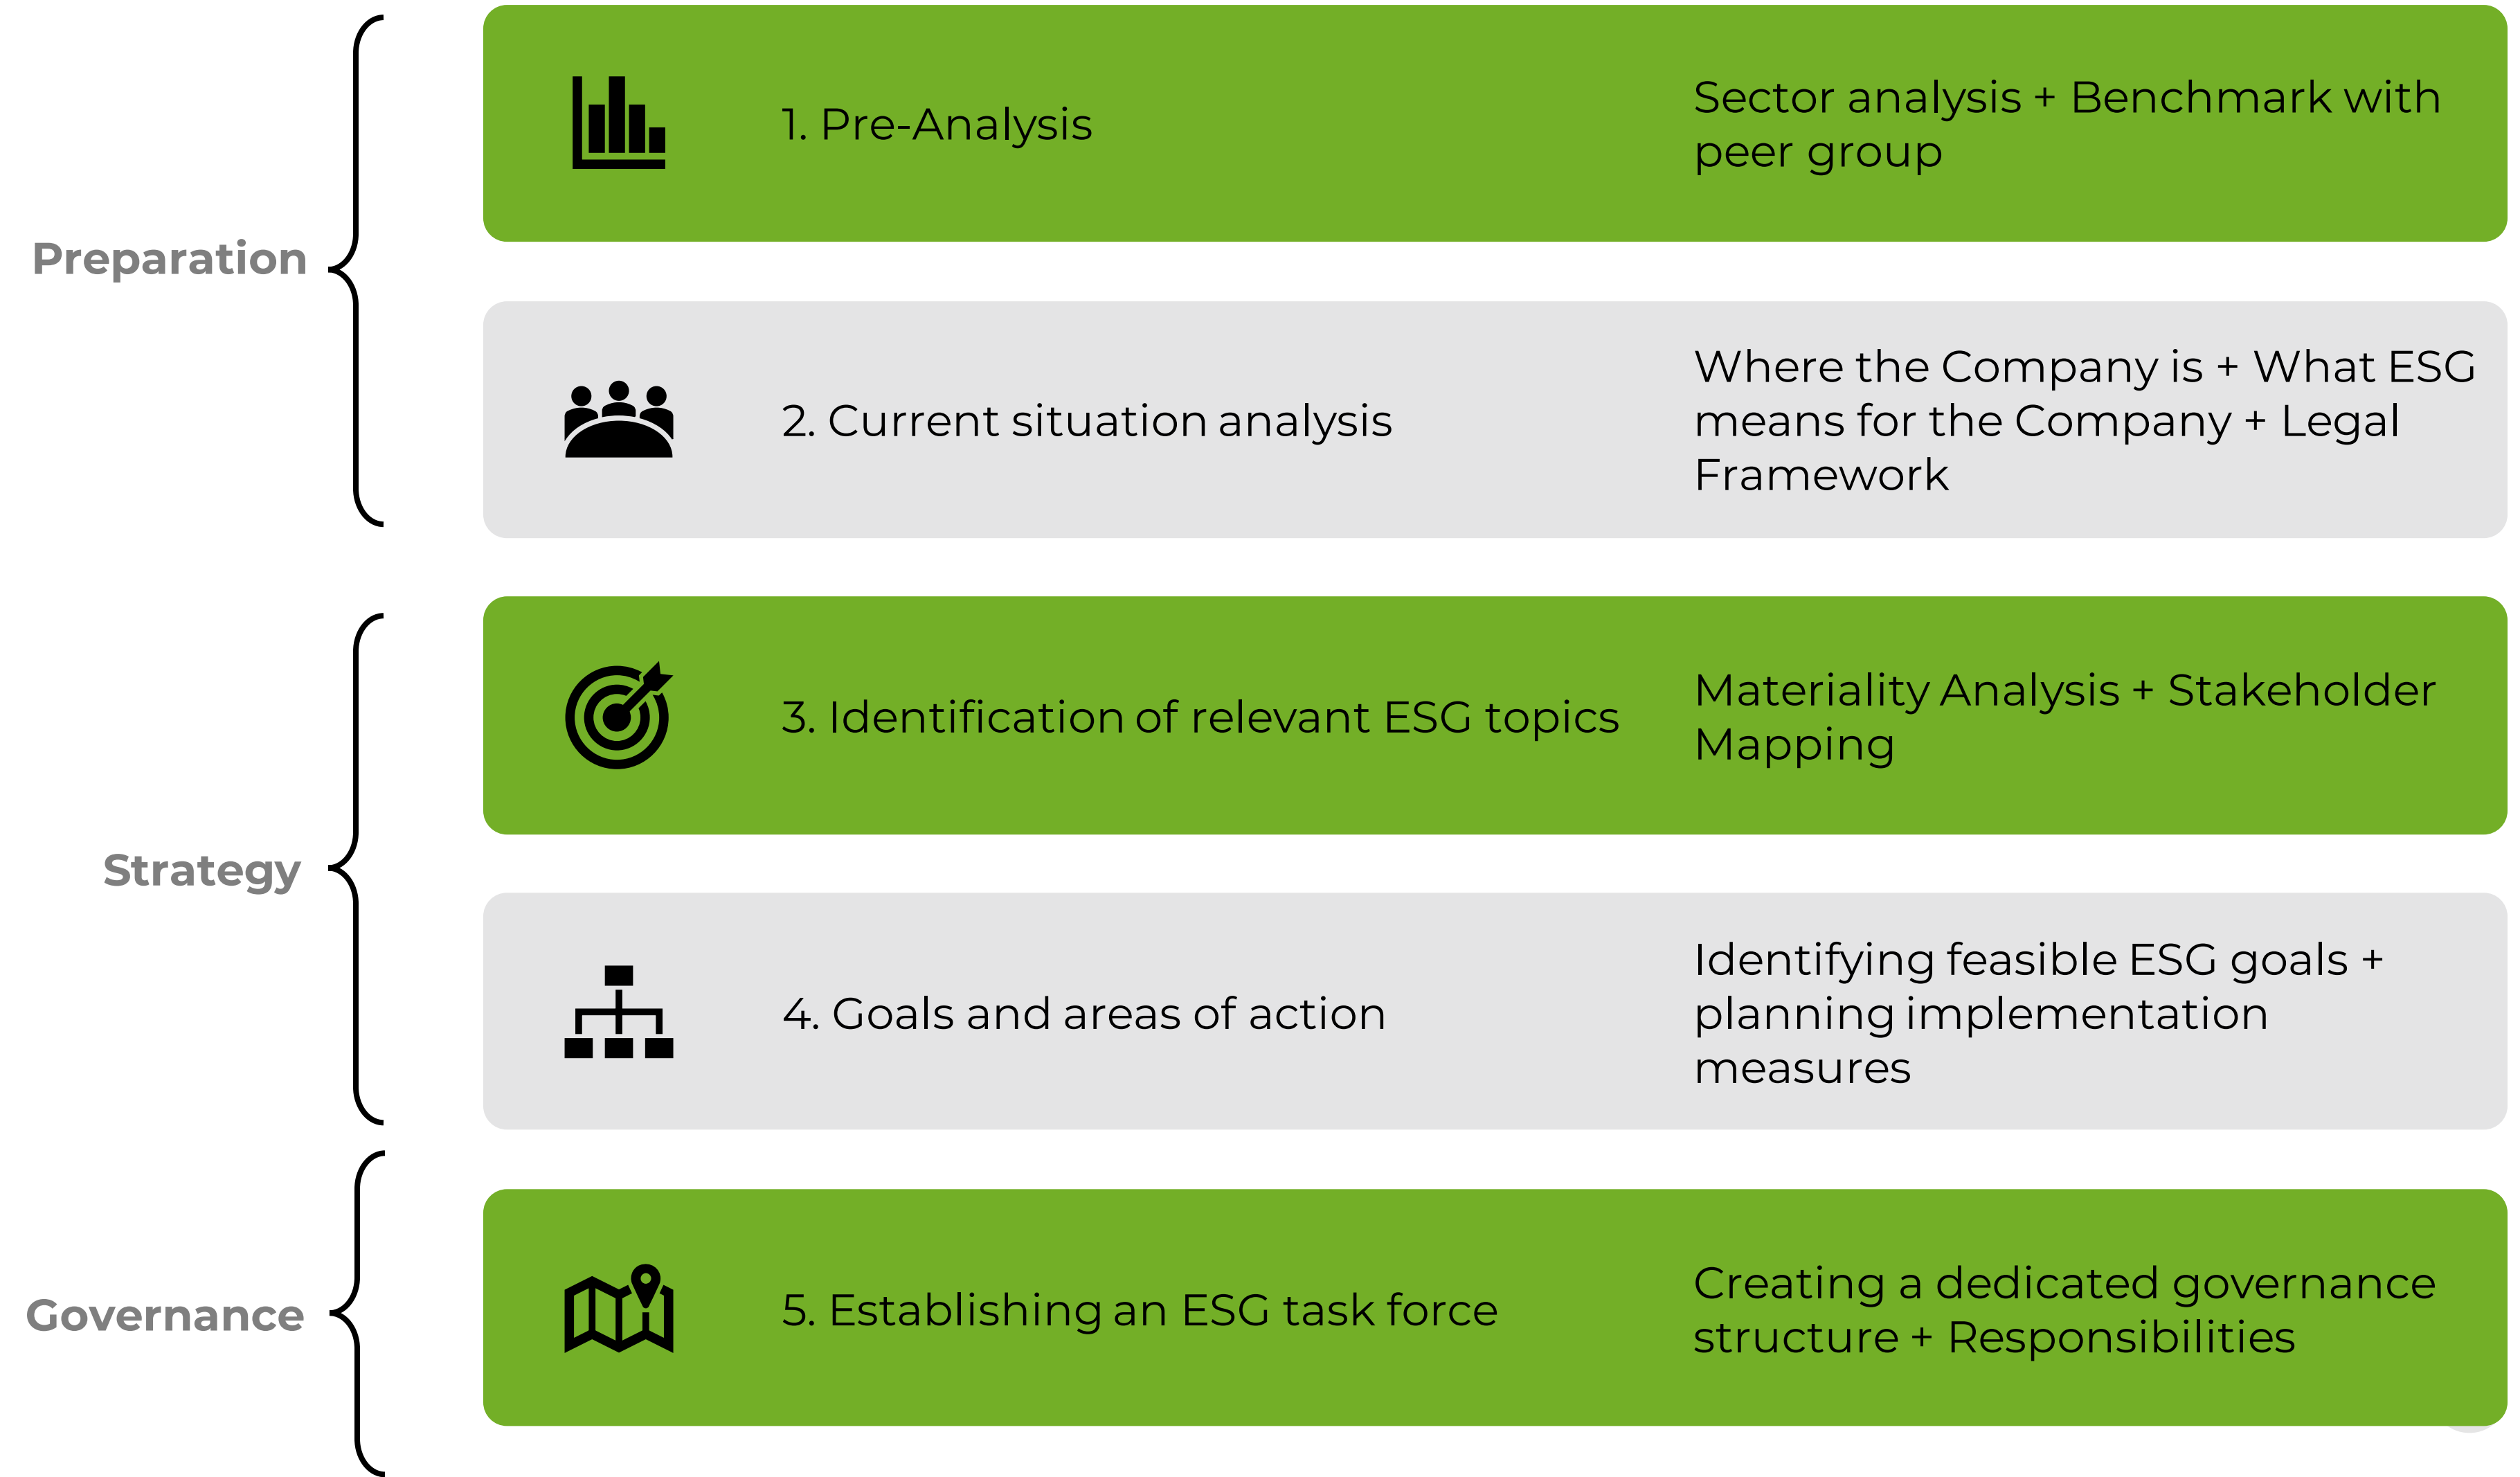 Preparation
1. Pre-Analysis
Sector analysis + Benchmark with
peer group
2. Current situation analysis
Where the Company is + What ESG
means for the Company + Legal
Framework
Strategy
3. Identification of relevant ESG topics
Materiality Analysis + Stakeholder
Mapping
4. Goals and areas of action
Identifying feasible ESG goals +
planning implementation
measures
Governance
5. Establishing an ESG task force
Creating a dedicated governance
structure + Responsibilities